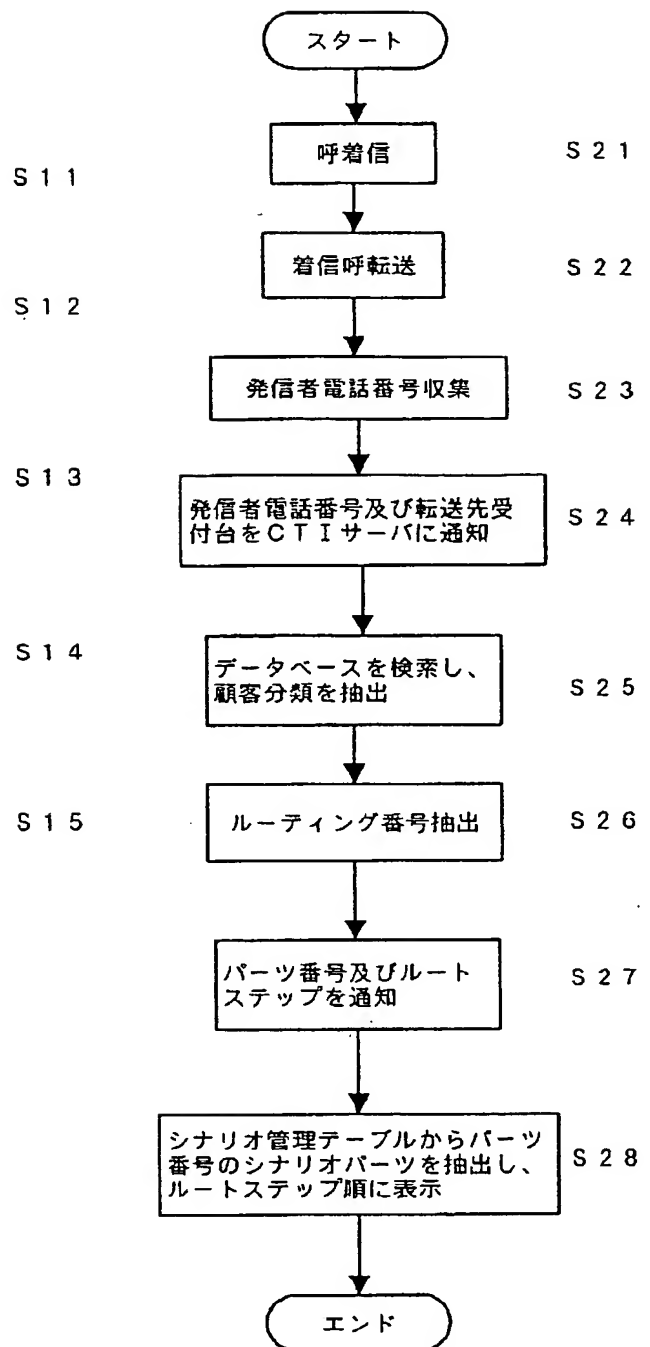 スタート
呼着信
S21
S11
着信呼転送
S22
S12
発信者電話番号収集
S23
S13
発信者電話番号及び転送先受
付台をCTIサーバに通知
S24
S14
データベースを検索し、
顧客分類を抽出
S25
S15
ルーティング番号抽出
S26
パーツ番号及びルート
ステップを通知
S27
シナリオ管理テーブルからパーツ
番号のシナリオパーツを抽出し、
ルートステップ順に表示
S28
エンド